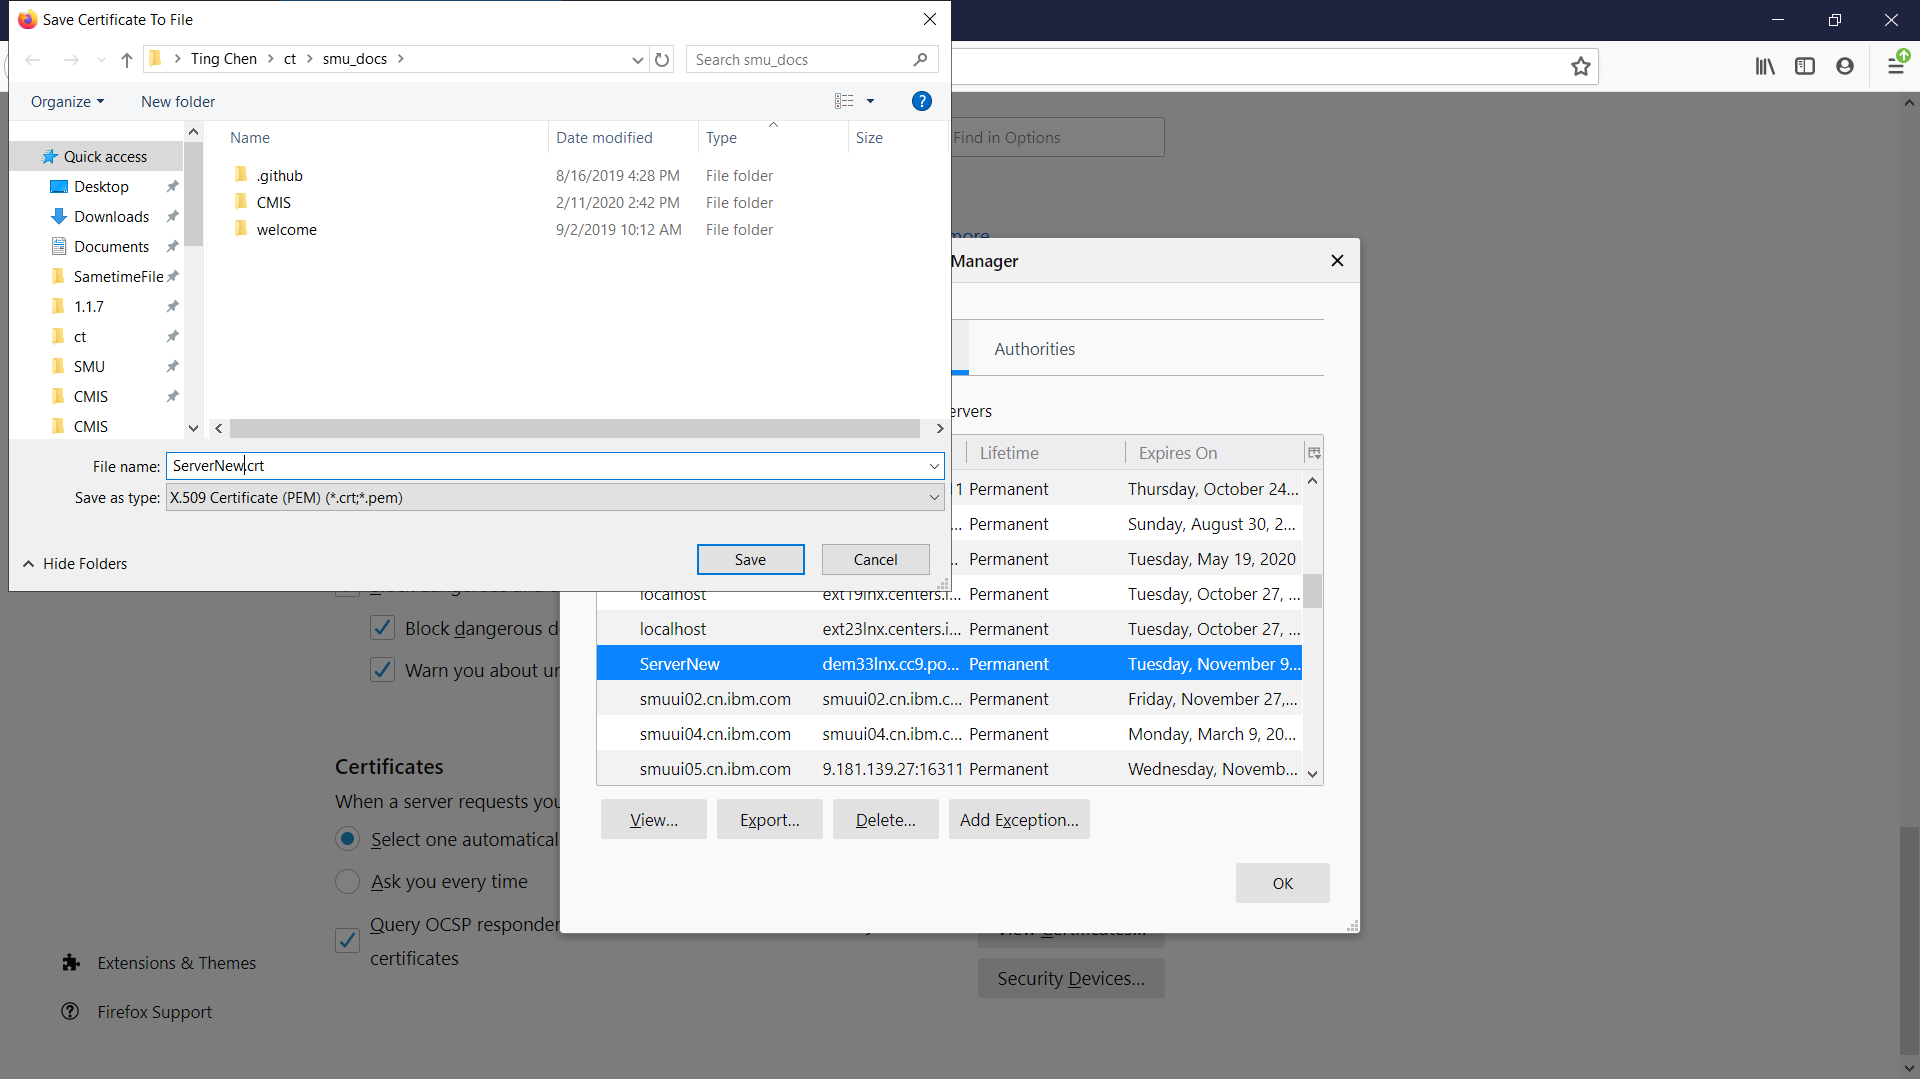 Save Certificate To File
Ting Chen ct smu_docs
Search smu_docs
Organize
New folder
?
Name Date modified Type Size
.github 8/16/2019 4:28 PM File folder
CMIS 2/11/2020 2:42 PM File folder
welcome 9/2/2019 10:12 AM File folder
Quick access
Desktop
Downloads
Documents
SametimeFile
1.1.7
ct
SMU
CMIS
CMIS
File name: ServerNew.crt
Save as type: X.509 Certificate (PEM) (*.crt;*.pem)
Hide Folders
Save
Cancel
Find in Options
more
Manager
Authorities
ervers
Lifetime Expires On
11 Permanent Thursday, October 24...
... Permanent Sunday, August 30, 2...
.. Permanent Tuesday, May 19, 2020
localhost ext19lnx.centers.i... Permanent Tuesday, October 27, ...
localhost ext23lnx.centers.i... Permanent Tuesday, October 27, ...
ServerNew dem33lnx.cc9.po... Permanent Tuesday, November 9...
smuui02.cn.ibm.com smuui02.cn.ibm.c... Permanent Friday, November 27,...
smuui04.cn.ibm.com smuui04.cn.ibm.c... Permanent Monday, March 9, 20...
smuui05.cn.ibm.com 9.181.139.27:16311 Permanent Wednesday, Novemb...
View...
Export...
Delete...
Add Exception...
OK
Block dangerous d
Warn you about un
Certificates
When a server requests you
Select one automatical
Ask you every time
Query OCSP responder
certificates
Security Devices...
Extensions & Themes
Firefox Support